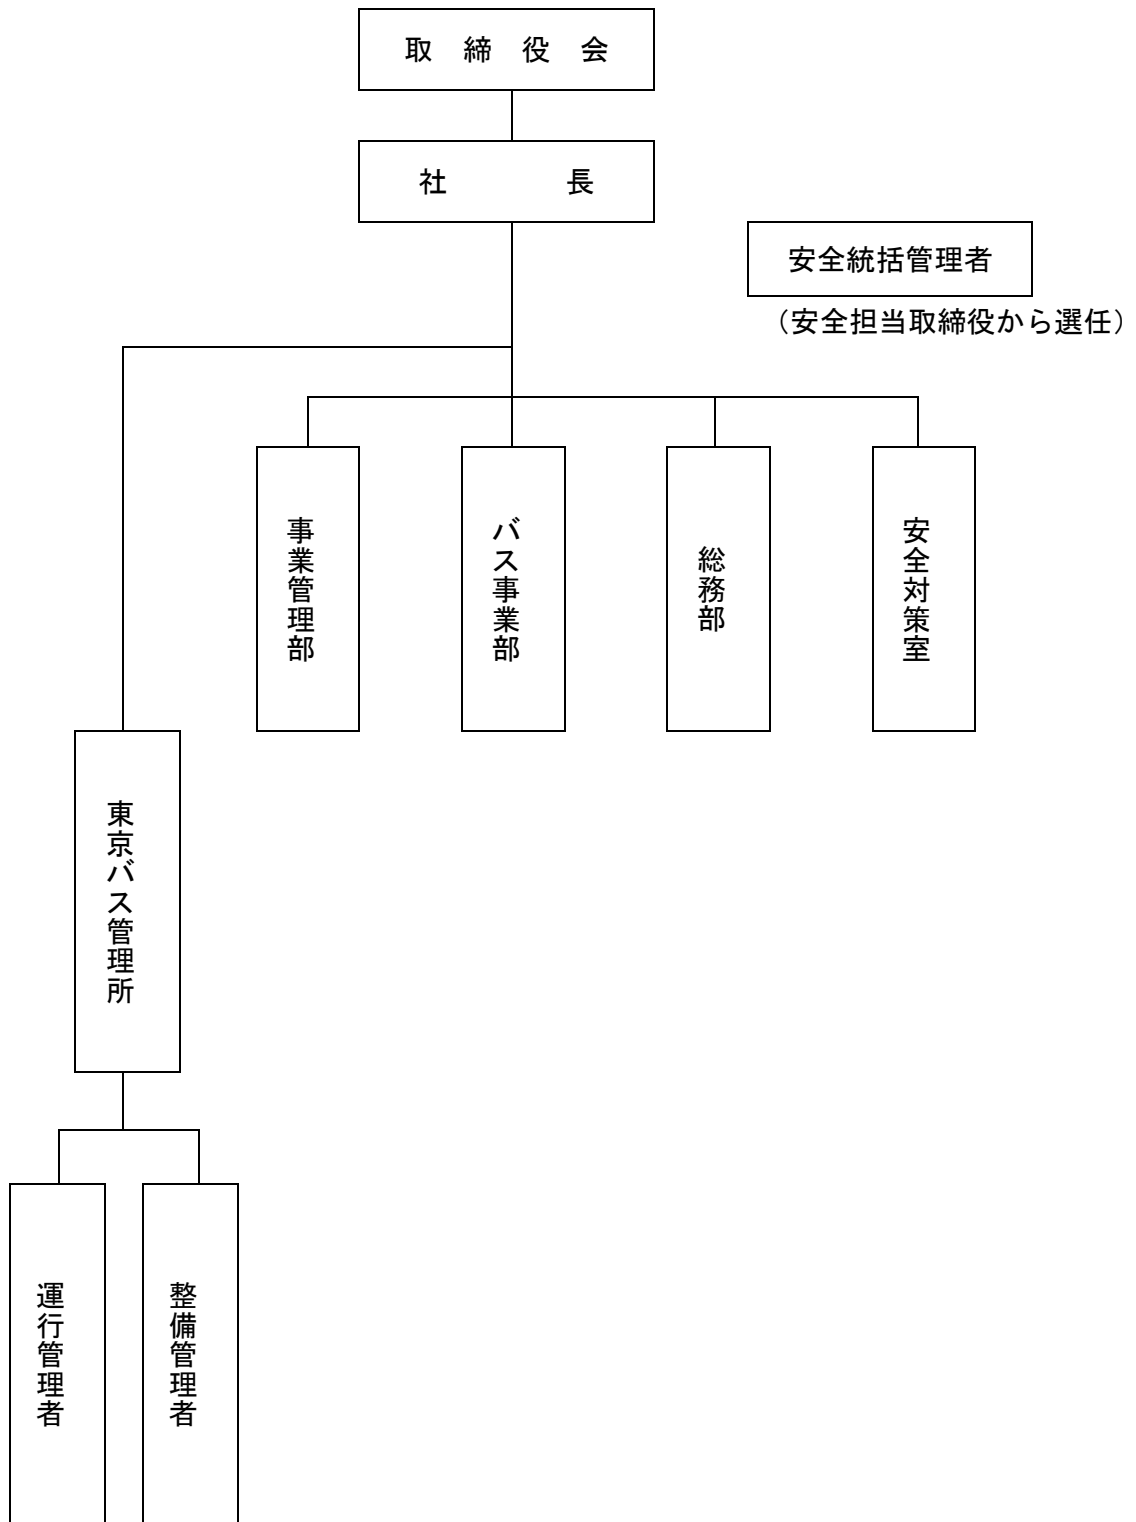 取　締　役　会
社　　　　長
安全統括管理者
（安全担当取締役から選任）
事業管理部
バス事業部
総務部
安全対策室
東京バス管理所
運行管理者
整備管理者